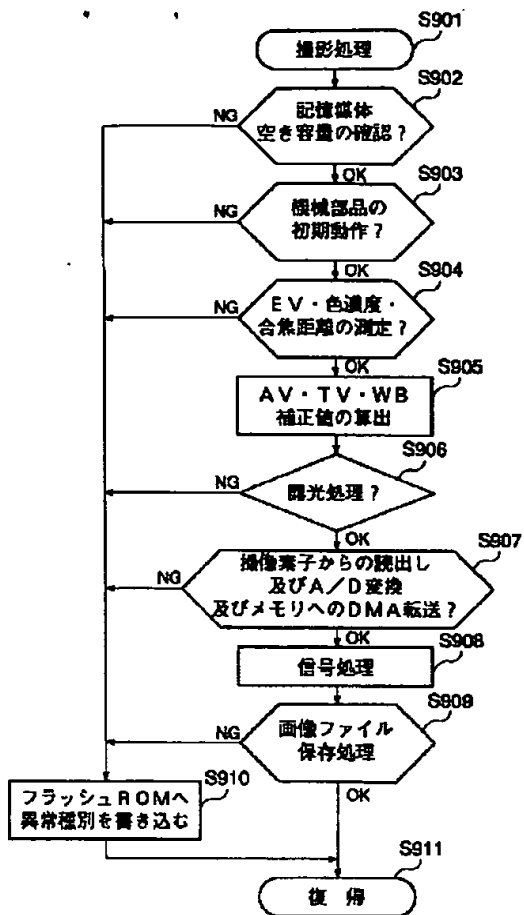 S901
撮影処理
S902
記憶媒体
空き容量の確認？
NG
OK
S903
機械部品の
初期動作？
NG
OK
S904
ＥＶ・色濃度・
合焦距離の測定？
NG
OK
S905
ＡＶ・ＴＶ・ＷＢ
補正値の算出
S906
露光処理？
NG
OK
S907
撮像素子からの読出し
及びＡ／Ｄ変換
及びメモリへのＤＭＡ転送？
NG
OK
S908
信号処理
S909
画像ファイル
保存処理
NG
OK
S910
フラッシュＲＯＭへ
異常種別を書き込む
S911
復 帰